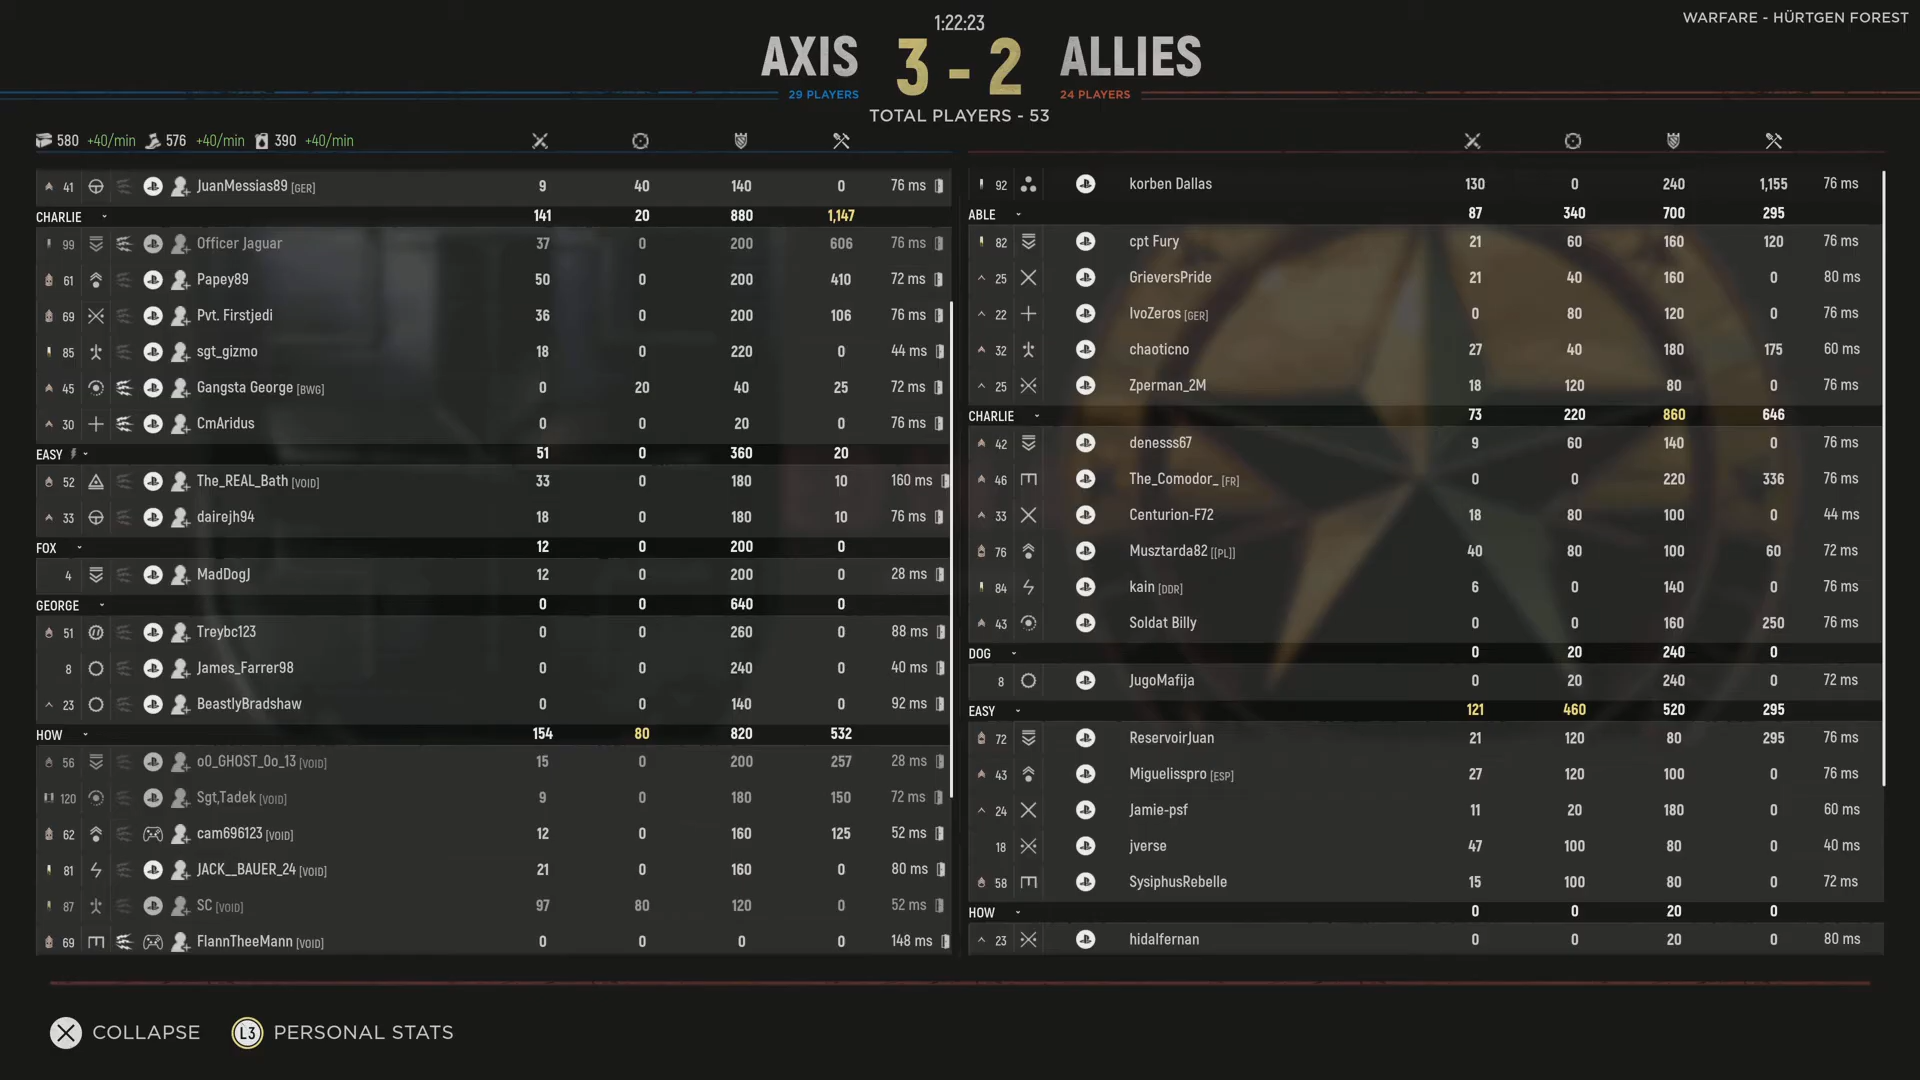 WARFARE - HÜRTGEN FOREST
1:22:23
AXIS 3 - 2 ALLIES
29 PLAYERS 24 PLAYERS
TOTAL PLAYERS - 53
580 +40/min 576 +40/min 390 +40/min
41 JuanMessias89 [GER] 9 40 140 0 76 ms
CHARLIE 141 20 880 1,147
99 Officer Jaguar 37 0 200 606 76 ms
61 Papey89 50 0 200 410 72 ms
69 Pvt. Firstjedi 36 0 200 106 76 ms
85 sgt_gizmo 18 0 220 0 44 ms
45 Gangsta George [BWG] 0 20 40 25 72 ms
30 CmAridus 0 0 20 0 76 ms
EASY 51 0 360 20
52 The_REAL_Bath [VOID] 33 0 180 10 160 ms
33 dairejh94 18 0 180 10 76 ms
FOX 12 0 200 0
4 MadDogJ 12 0 200 0 28 ms
GEORGE 0 0 640 0
51 Treybc123 0 0 260 0 88 ms
8 James_Farrer98 0 0 240 0 40 ms
23 BeastlyBradshaw 0 0 140 0 92 ms
HOW 154 80 820 532
56 oO_GHOST_Oo_13 [VOID] 15 0 200 257 28 ms
120 Sgt,Tadek [VOID] 9 0 180 150 72 ms
62 cam696123 [VOID] 12 0 160 125 52 ms
81 JACK__BAUER_24 [VOID] 21 0 160 0 80 ms
87 SC [VOID] 97 80 120 0 52 ms
69 FlannTheeMann [VOID] 0 0 0 0 148 ms
92 korben Dallas 130 0 240 1,155 76 ms
ABLE 87 340 700 295
82 cpt Fury 21 60 160 120 76 ms
25 GrieversPride 21 40 160 0 80 ms
22 IvoZeros [GER] 0 80 120 0 76 ms
32 chaoticno 27 40 180 175 60 ms
25 Zperman_2M 18 120 80 0 76 ms
CHARLIE 73 220 860 646
42 denesss67 9 60 140 0 76 ms
46 The_Comodor_ [FR] 0 0 220 336 76 ms
33 Centurion-F72 18 80 100 0 44 ms
76 Musztarda82 [[PL]] 40 80 100 60 72 ms
84 kain [DDR] 6 0 140 0 76 ms
43 Soldat Billy 0 0 160 250 76 ms
DOG 0 20 240 0
8 JugoMafija 0 20 240 0 72 ms
EASY 121 460 520 295
72 ReservoirJuan 21 120 80 295 76 ms
43 Miguelisspro [ESP] 27 120 100 0 76 ms
24 Jamie-psf 11 20 180 0 60 ms
18 jverse 47 100 80 0 40 ms
58 SysiphusRebelle 15 100 80 0 72 ms
HOW 0 0 20 0
23 hidalfernan 0 0 20 0 80 ms
COLLAPSE L3 PERSONAL STATS